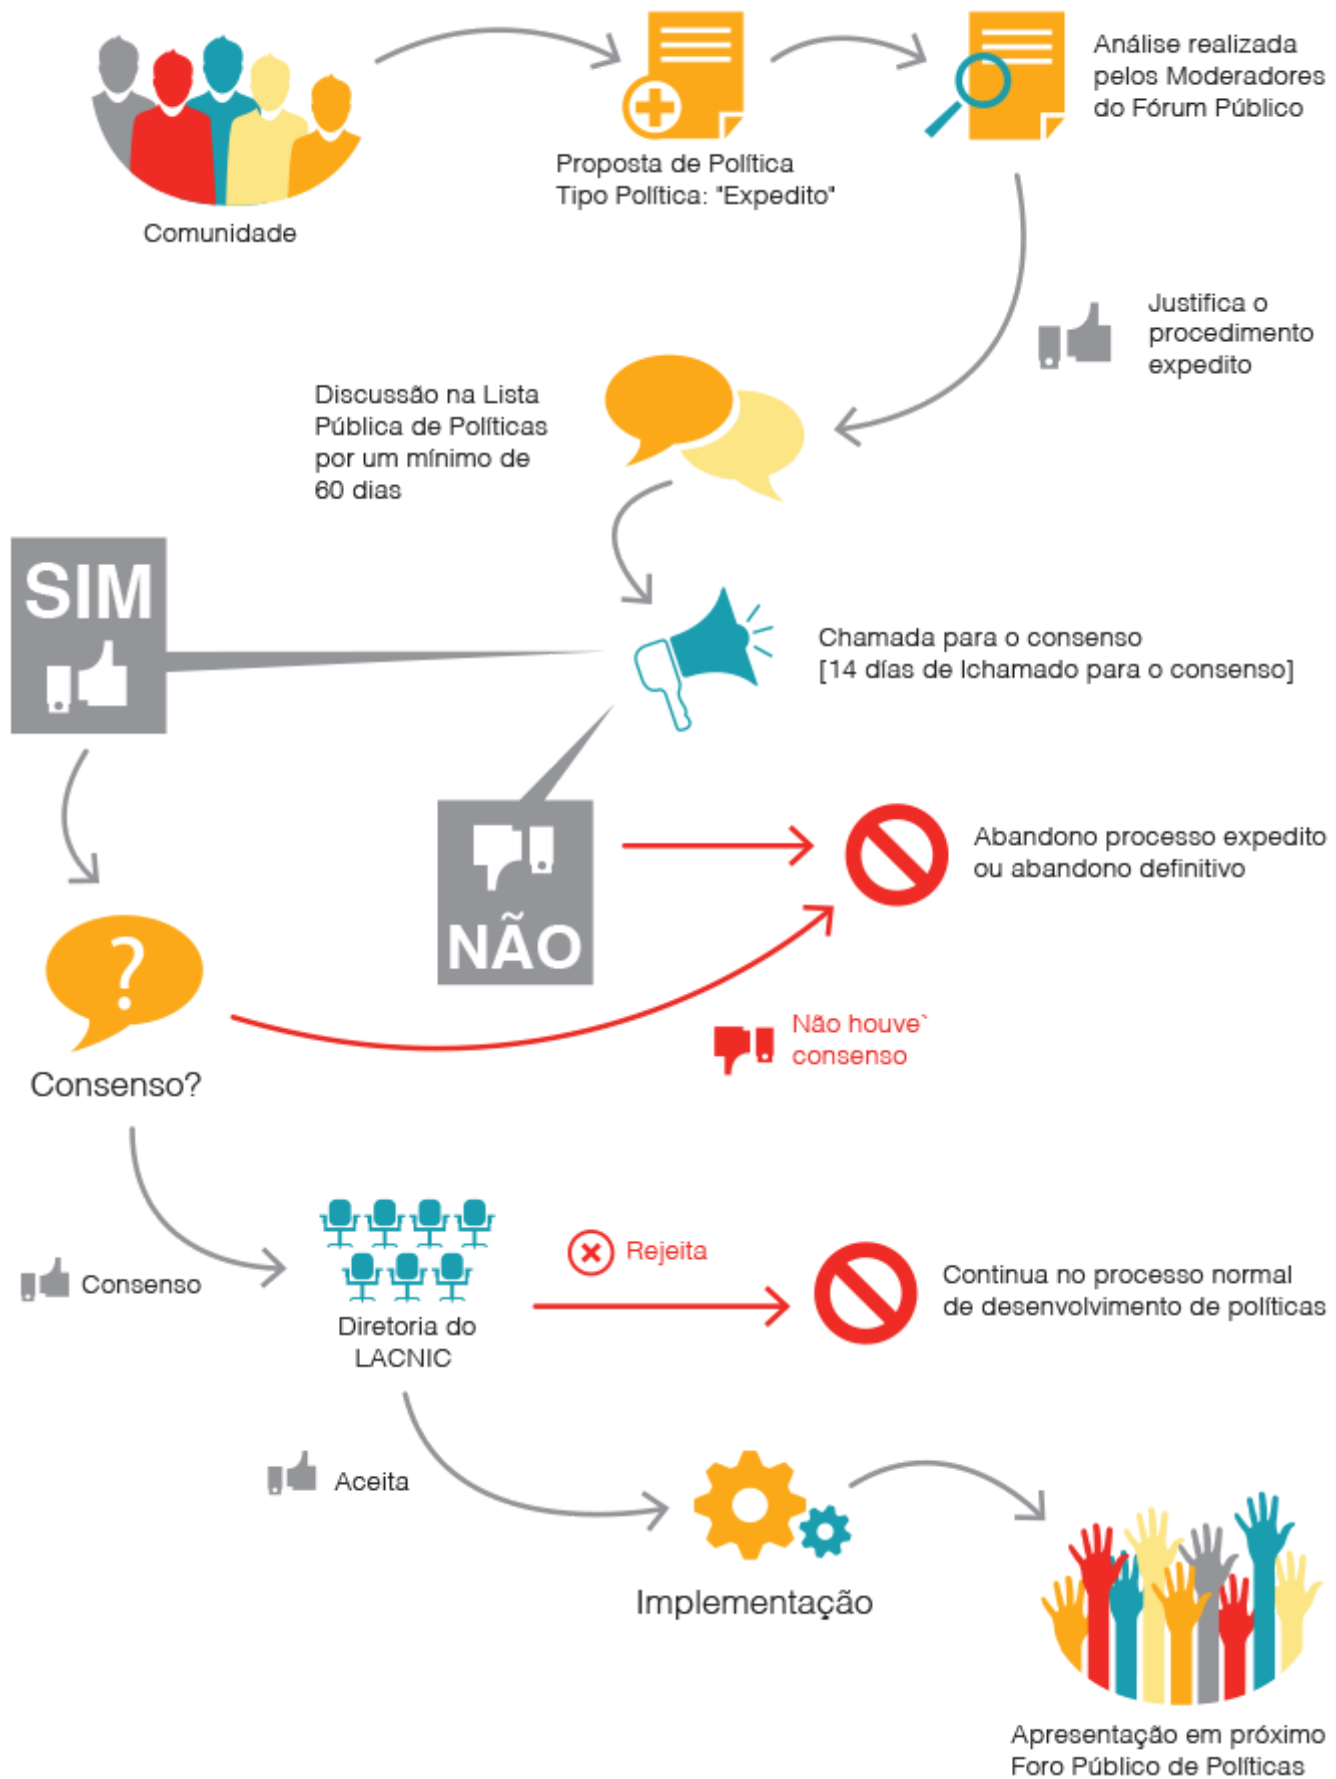 Comunidade
Proposta de Política
Tipo Política: "Expedito"
Análise realizada
pelos Moderadores
do Fórum Público
Justifica o
procedimento
expedito
Discussão na Lista
Pública de Políticas
por um mínimo de
60 dias
SIM
Chamada para o consenso
[14 días de lchamado para o consenso]
NÃO
Abandono processo expedito
ou abandono definitivo
?
Não houve`
consenso
Consenso?
Consenso
Diretoria do
LACNIC
Rejeita
Continua no processo normal
de desenvolvimento de políticas
Aceita
Implementação
Apresentação em próximo
Foro Público de Políticas